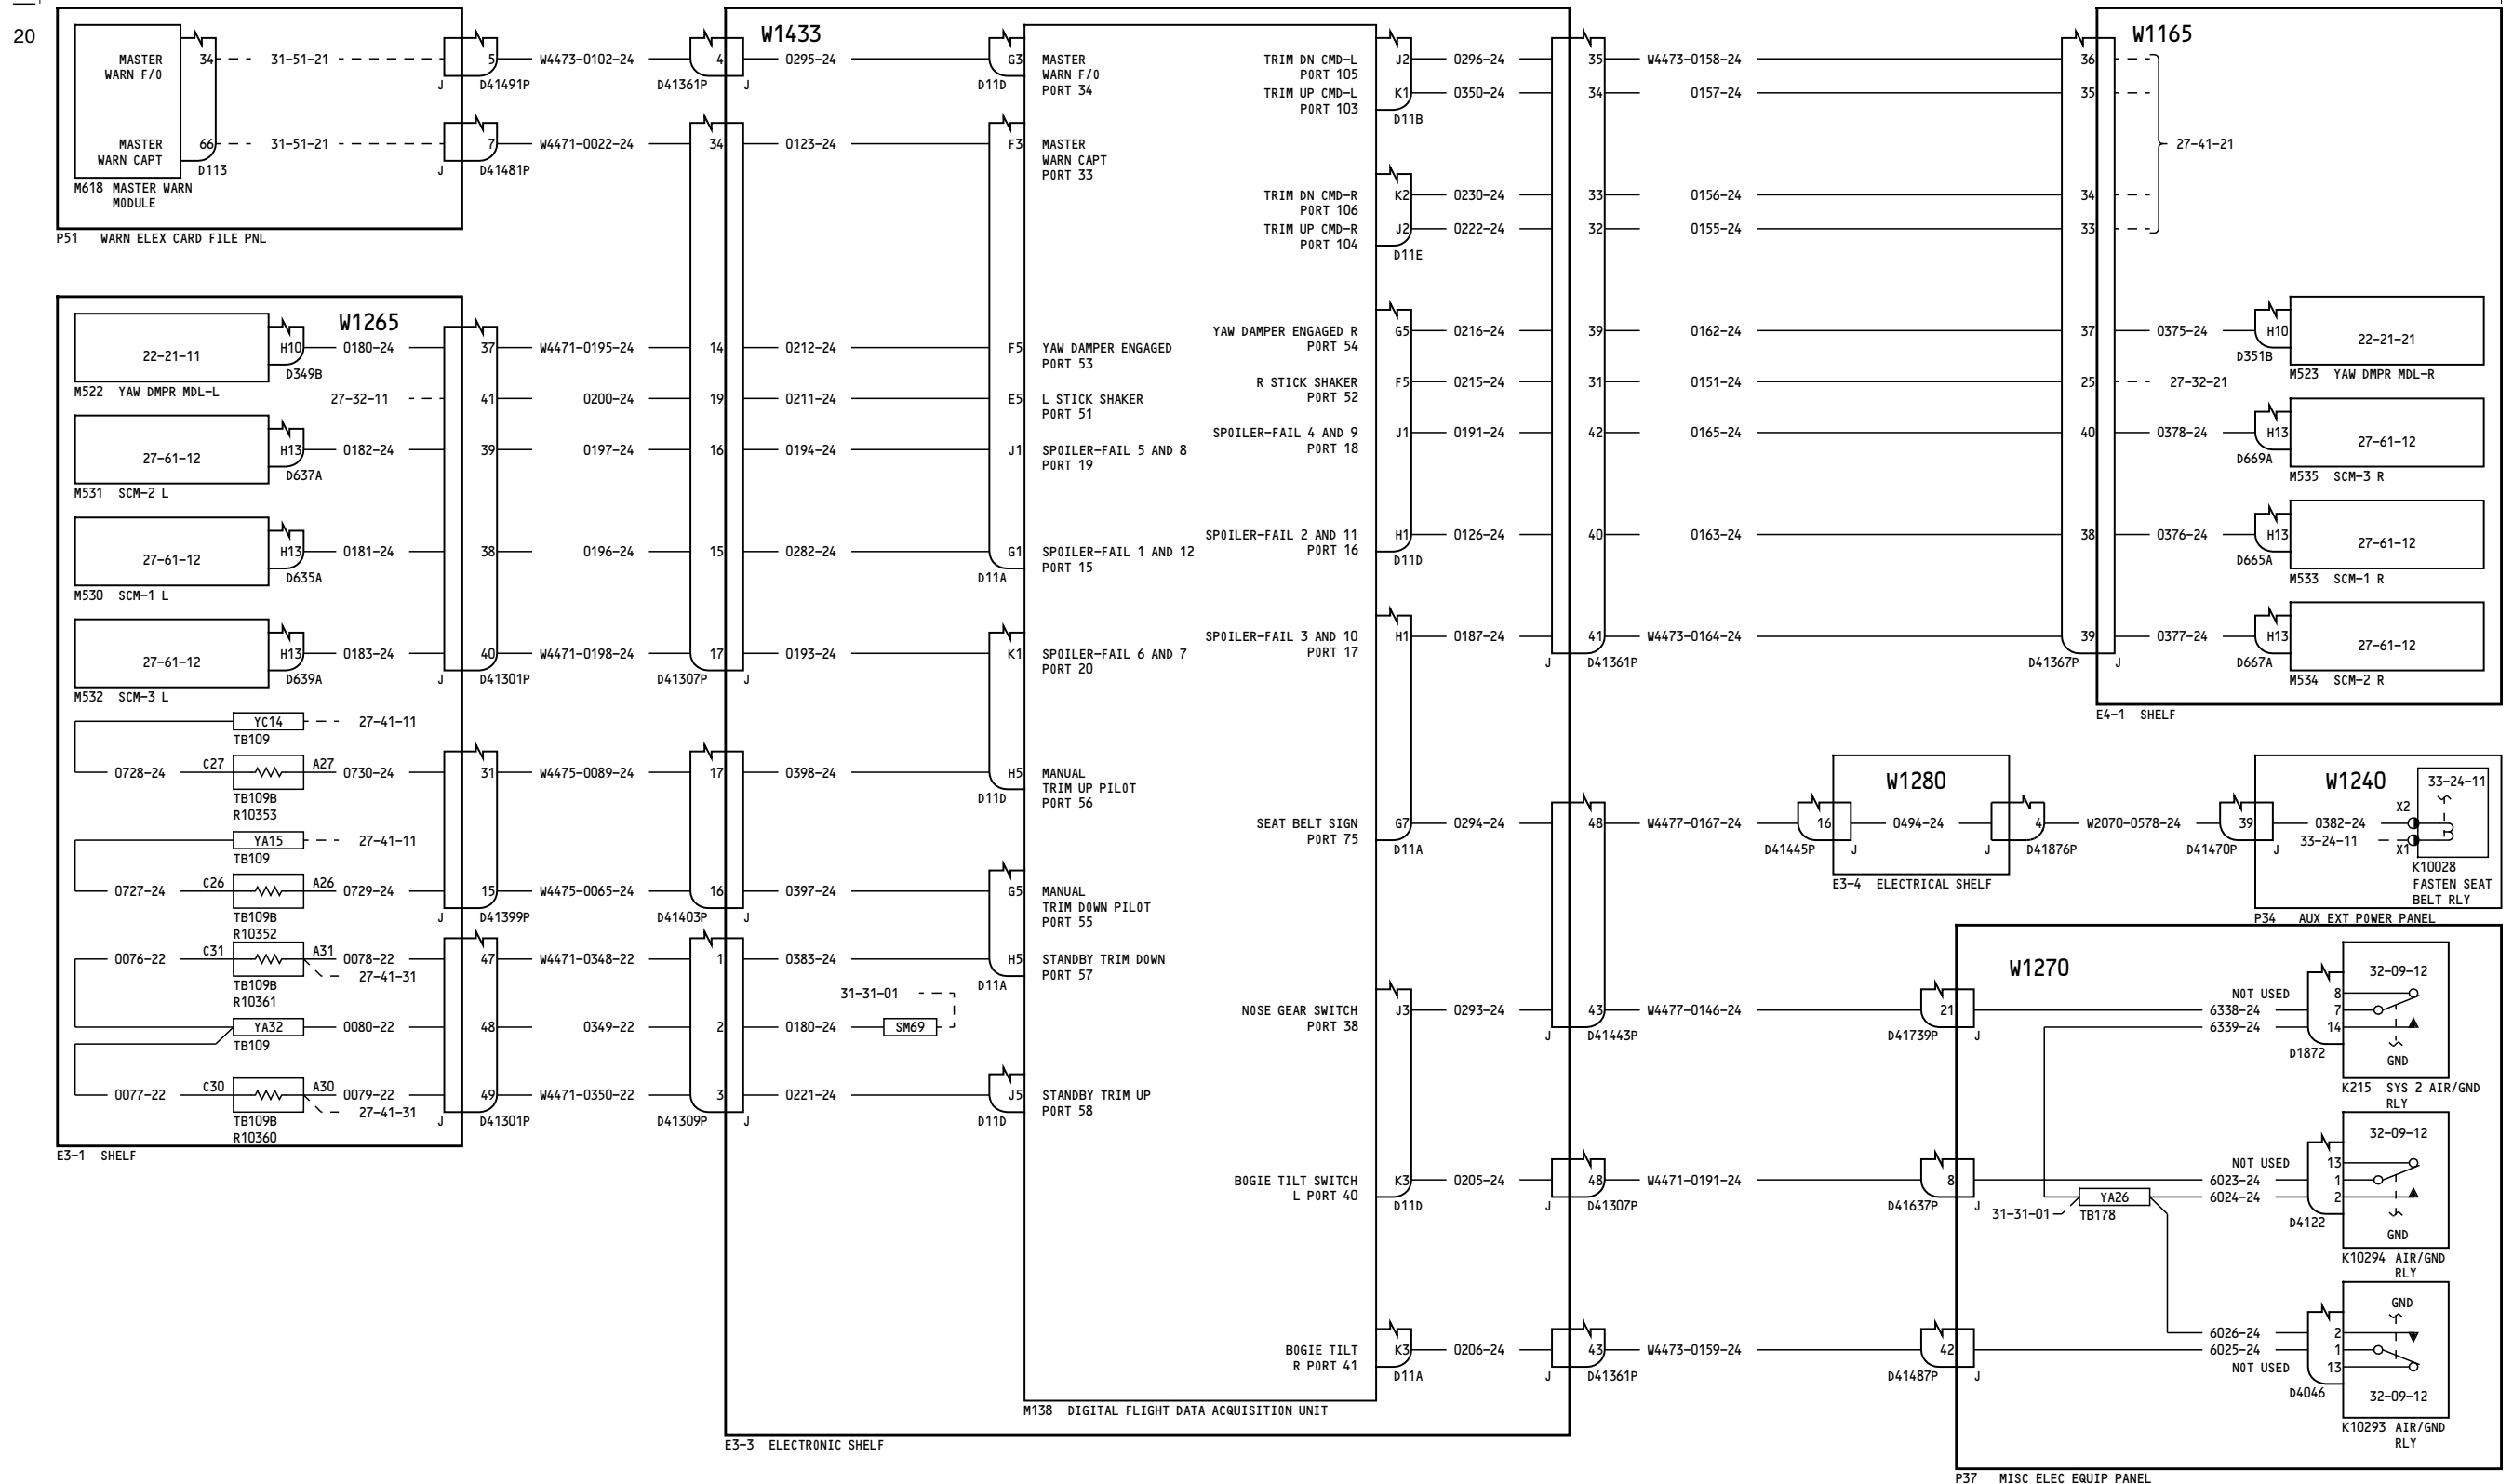 20
MASTER
WARN F/O
34
31-51-21
MASTER
WARN CAPT
66
31-51-21
D113
M618 MASTER WARN
MODULE
P51 WARN ELEX CARD FILE PNL
5
J D41491P
7
J D41481P
W4473-0102-24
W4471-0022-24
4
D41361P
34
W1433
0295-24
0123-24
G3
D11D
F3
MASTER
WARN F/O
PORT 34
MASTER
WARN CAPT
PORT 33
TRIM DN CMD-L
PORT 105
TRIM UP CMD-L
PORT 103
J2
K1
D11B
0296-24
0350-24
TRIM DN CMD-R
PORT 106
TRIM UP CMD-R
PORT 104
K2
J2
D11E
0230-24
0222-24
35
34
33
32
W4473-0158-24
0157-24
0156-24
0155-24
36
35
34
33
W1165
27-41-21
W1265
22-21-11
H10
0180-24
D349B
M522 YAW DMPR MDL-L
27-32-11
27-61-12
H13
0182-24
D637A
M531 SCM-2 L
27-61-12
H13
0181-24
D635A
M530 SCM-1 L
27-61-12
H13
0183-24
D639A
M532 SCM-3 L
37
41
39
38
40
J D41301P
W4471-0195-24
0200-24
0197-24
0196-24
W4471-0198-24
14
19
16
15
17
D41307P J
0212-24
0211-24
0194-24
0282-24
0193-24
F5
E5
J1
G1
D11A
K1
YAW DAMPER ENGAGED
PORT 53
L STICK SHAKER
PORT 51
SPOILER-FAIL 5 AND 8
PORT 19
SPOILER-FAIL 1 AND 12
PORT 15
SPOILER-FAIL 6 AND 7
PORT 20
YAW DAMPER ENGAGED R
PORT 54
R STICK SHAKER
PORT 52
SPOILER-FAIL 4 AND 9
PORT 18
SPOILER-FAIL 2 AND 11
PORT 16
SPOILER-FAIL 3 AND 10
PORT 17
G5
F5
J1
H1
D11D
H1
0216-24
0215-24
0191-24
0126-24
0187-24
39
31
42
40
41
J D41361P
0162-24
0151-24
0165-24
0163-24
W4473-0164-24
37
25
40
38
39
D41367P J
0375-24
27-32-21
0378-24
0376-24
0377-24
H10
D351B
22-21-21
M523 YAW DMPR MDL-R
H13
D669A
27-61-12
M535 SCM-3 R
H13
D665A
27-61-12
M533 SCM-1 R
H13
D667A
27-61-12
M534 SCM-2 R
E4-1 SHELF
YC14
27-41-11
TB109
0728-24
C27
A27
0730-24
TB109B
R10353
YA15
27-41-11
TB109
0727-24
C26
A26
0729-24
TB109B
R10352
0076-22
C31
A31
0078-22
27-41-31
TB109B
R10361
YA32
0080-22
TB109
0077-22
C30
A30
0079-22
27-41-31
TB109B
R10360
E3-1 SHELF
31
15
J D41399P
47
48
49
J D41301P
W4475-0089-24
W4475-0065-24
W4471-0348-22
0349-22
W4471-0350-22
17
16
D41403P J
1
2
3
D41309P J
0398-24
0397-24
0383-24
31-31-01
0180-24
SM69
0221-24
H5
D11D
G5
H5
D11A
J5
D11D
MANUAL
TRIM UP PILOT
PORT 56
MANUAL
TRIM DOWN PILOT
PORT 55
STANDBY TRIM DOWN
PORT 57
STANDBY TRIM UP
PORT 58
SEAT BELT SIGN
PORT 75
NOSE GEAR SWITCH
PORT 38
BOGIE TILT SWITCH
L PORT 40
BOGIE TILT
R PORT 41
G7
D11A
J3
K3
D11D
K3
D11A
0294-24
0293-24
0205-24
0206-24
48
43
J D41443P
48
J D41307P
43
J D41361P
M138 DIGITAL FLIGHT DATA ACQUISITION UNIT
E3-3 ELECTRONIC SHELF
W4477-0167-24
W4477-0146-24
W4471-0191-24
W4473-0159-24
16
D41445P J
W1280
0494-24
4
J D41876P
E3-4 ELECTRICAL SHELF
W2070-0578-24
39
D41470P J
W1240
0382-24
33-24-11
X2
X1
33-24-11
K10028
FASTEN SEAT
BELT RLY
P34 AUX EXT POWER PANEL
W1270
21
D41739P J
8
D41637P J
42
D41487P J
NOT USED
6338-24
6339-24
8
7
14
D1872
32-09-12
GND
K215 SYS 2 AIR/GND
RLY
NOT USED
6023-24
6024-24
13
1
2
D4122
32-09-12
GND
K10294 AIR/GND
RLY
31-31-01
YA26
TB178
6026-24
6025-24
NOT USED
2
1
13
D4046
GND
32-09-12
K10293 AIR/GND
RLY
P37 MISC ELEC EQUIP PANEL